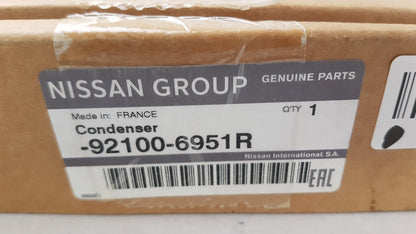 NISSAN GROUP GENUINE PARTS
Made in: FRANCE QTY 1
Condenser
-92100-6951R
Nissan International S.A.
EAC